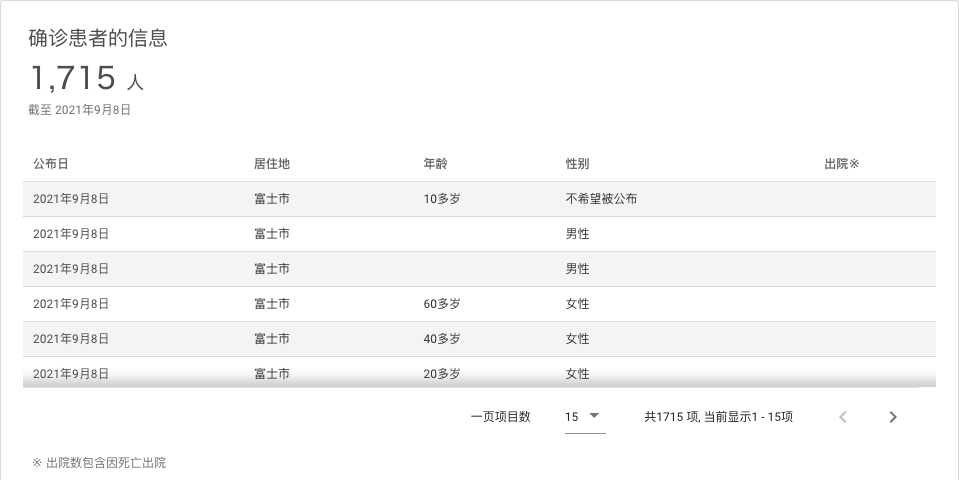 确诊患者的信息
1,715 人
截至 2021年9月8日
公布日 居住地 年龄 性别 出院※
2021年9月8日 富士市 10多岁 不希望被公布
2021年9月8日 富士市 男性
2021年9月8日 富士市 男性
2021年9月8日 富士市 60多岁 女性
2021年9月8日 富士市 40多岁 女性
2021年9月8日 富士市 20多岁 女性
一页项目数 15 共1715 项, 当前显示1 - 15项
※ 出院数包含因死亡出院